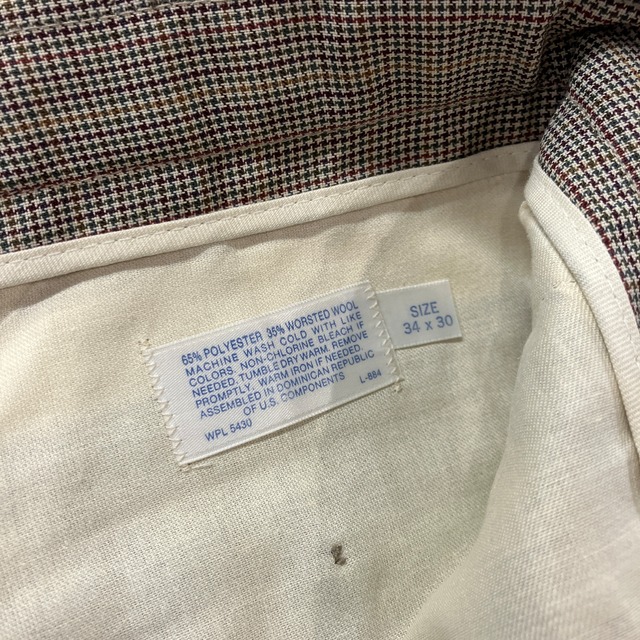 65% POLYESTER 35% WORSTED WOOL
MACHINE WASH COLD WITH LIKE
COLORS. NON-CHLORINE BLEACH IF
NEEDED. TUMBLE DRY WARM. REMOVE
PROMPTLY. WARM IRON IF NEEDED.
ASSEMBLED IN DOMINICAN REPUBLIC
OF U.S. COMPONENTS L-884
WPL 5430
SIZE
34 x 30